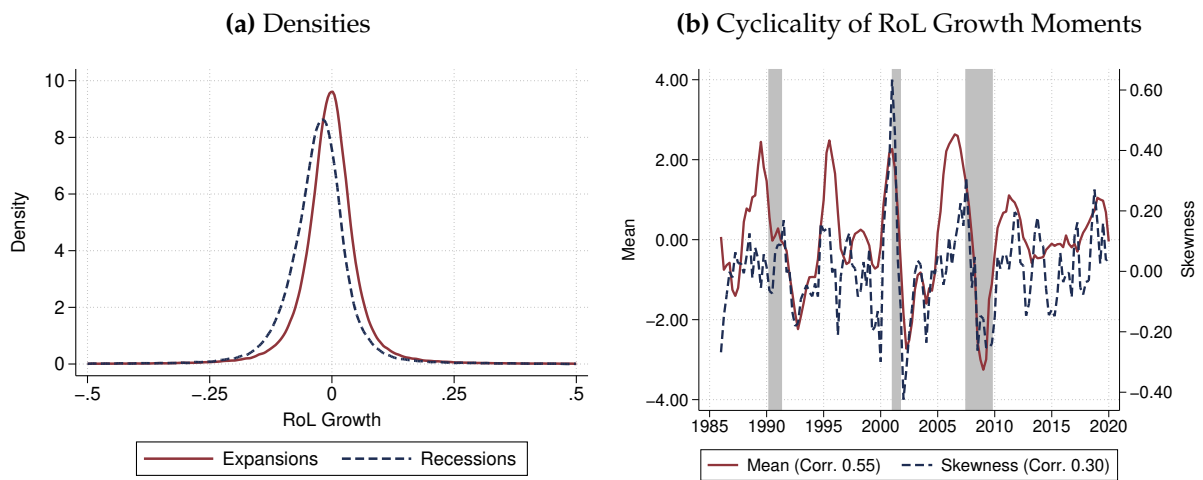 (a) Densities
10
8
6
4
2
0
Density
−.5 −.25 0 .25 .5
RoL Growth
Expansions Recessions
(b) Cyclicality of RoL Growth Moments
4.00
2.00
0.00
−2.00
−4.00
Mean
0.60
0.40
0.20
0.00
−0.20
−0.40
Skewness
1985 1990 1995 2000 2005 2010 2015 2020
Mean (Corr. 0.55) Skewness (Corr. 0.30)